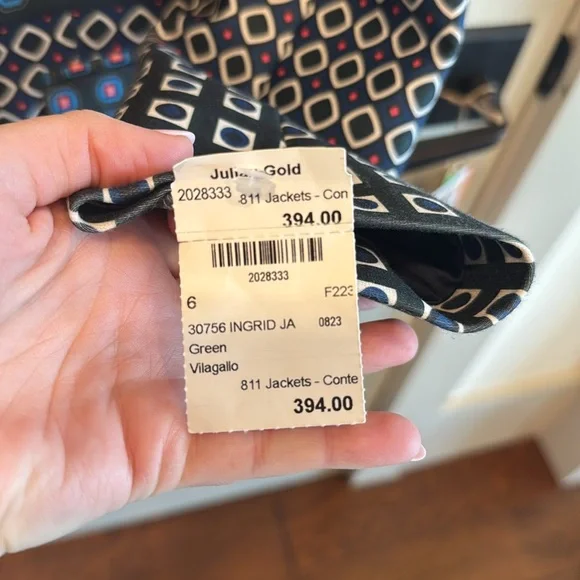 Gold
2028333 811 Jackets - Con
394.00
2028333
6 F223
30756 INGRID JA 0823
Green
Vilagallo
811 Jackets - Conte
394.00